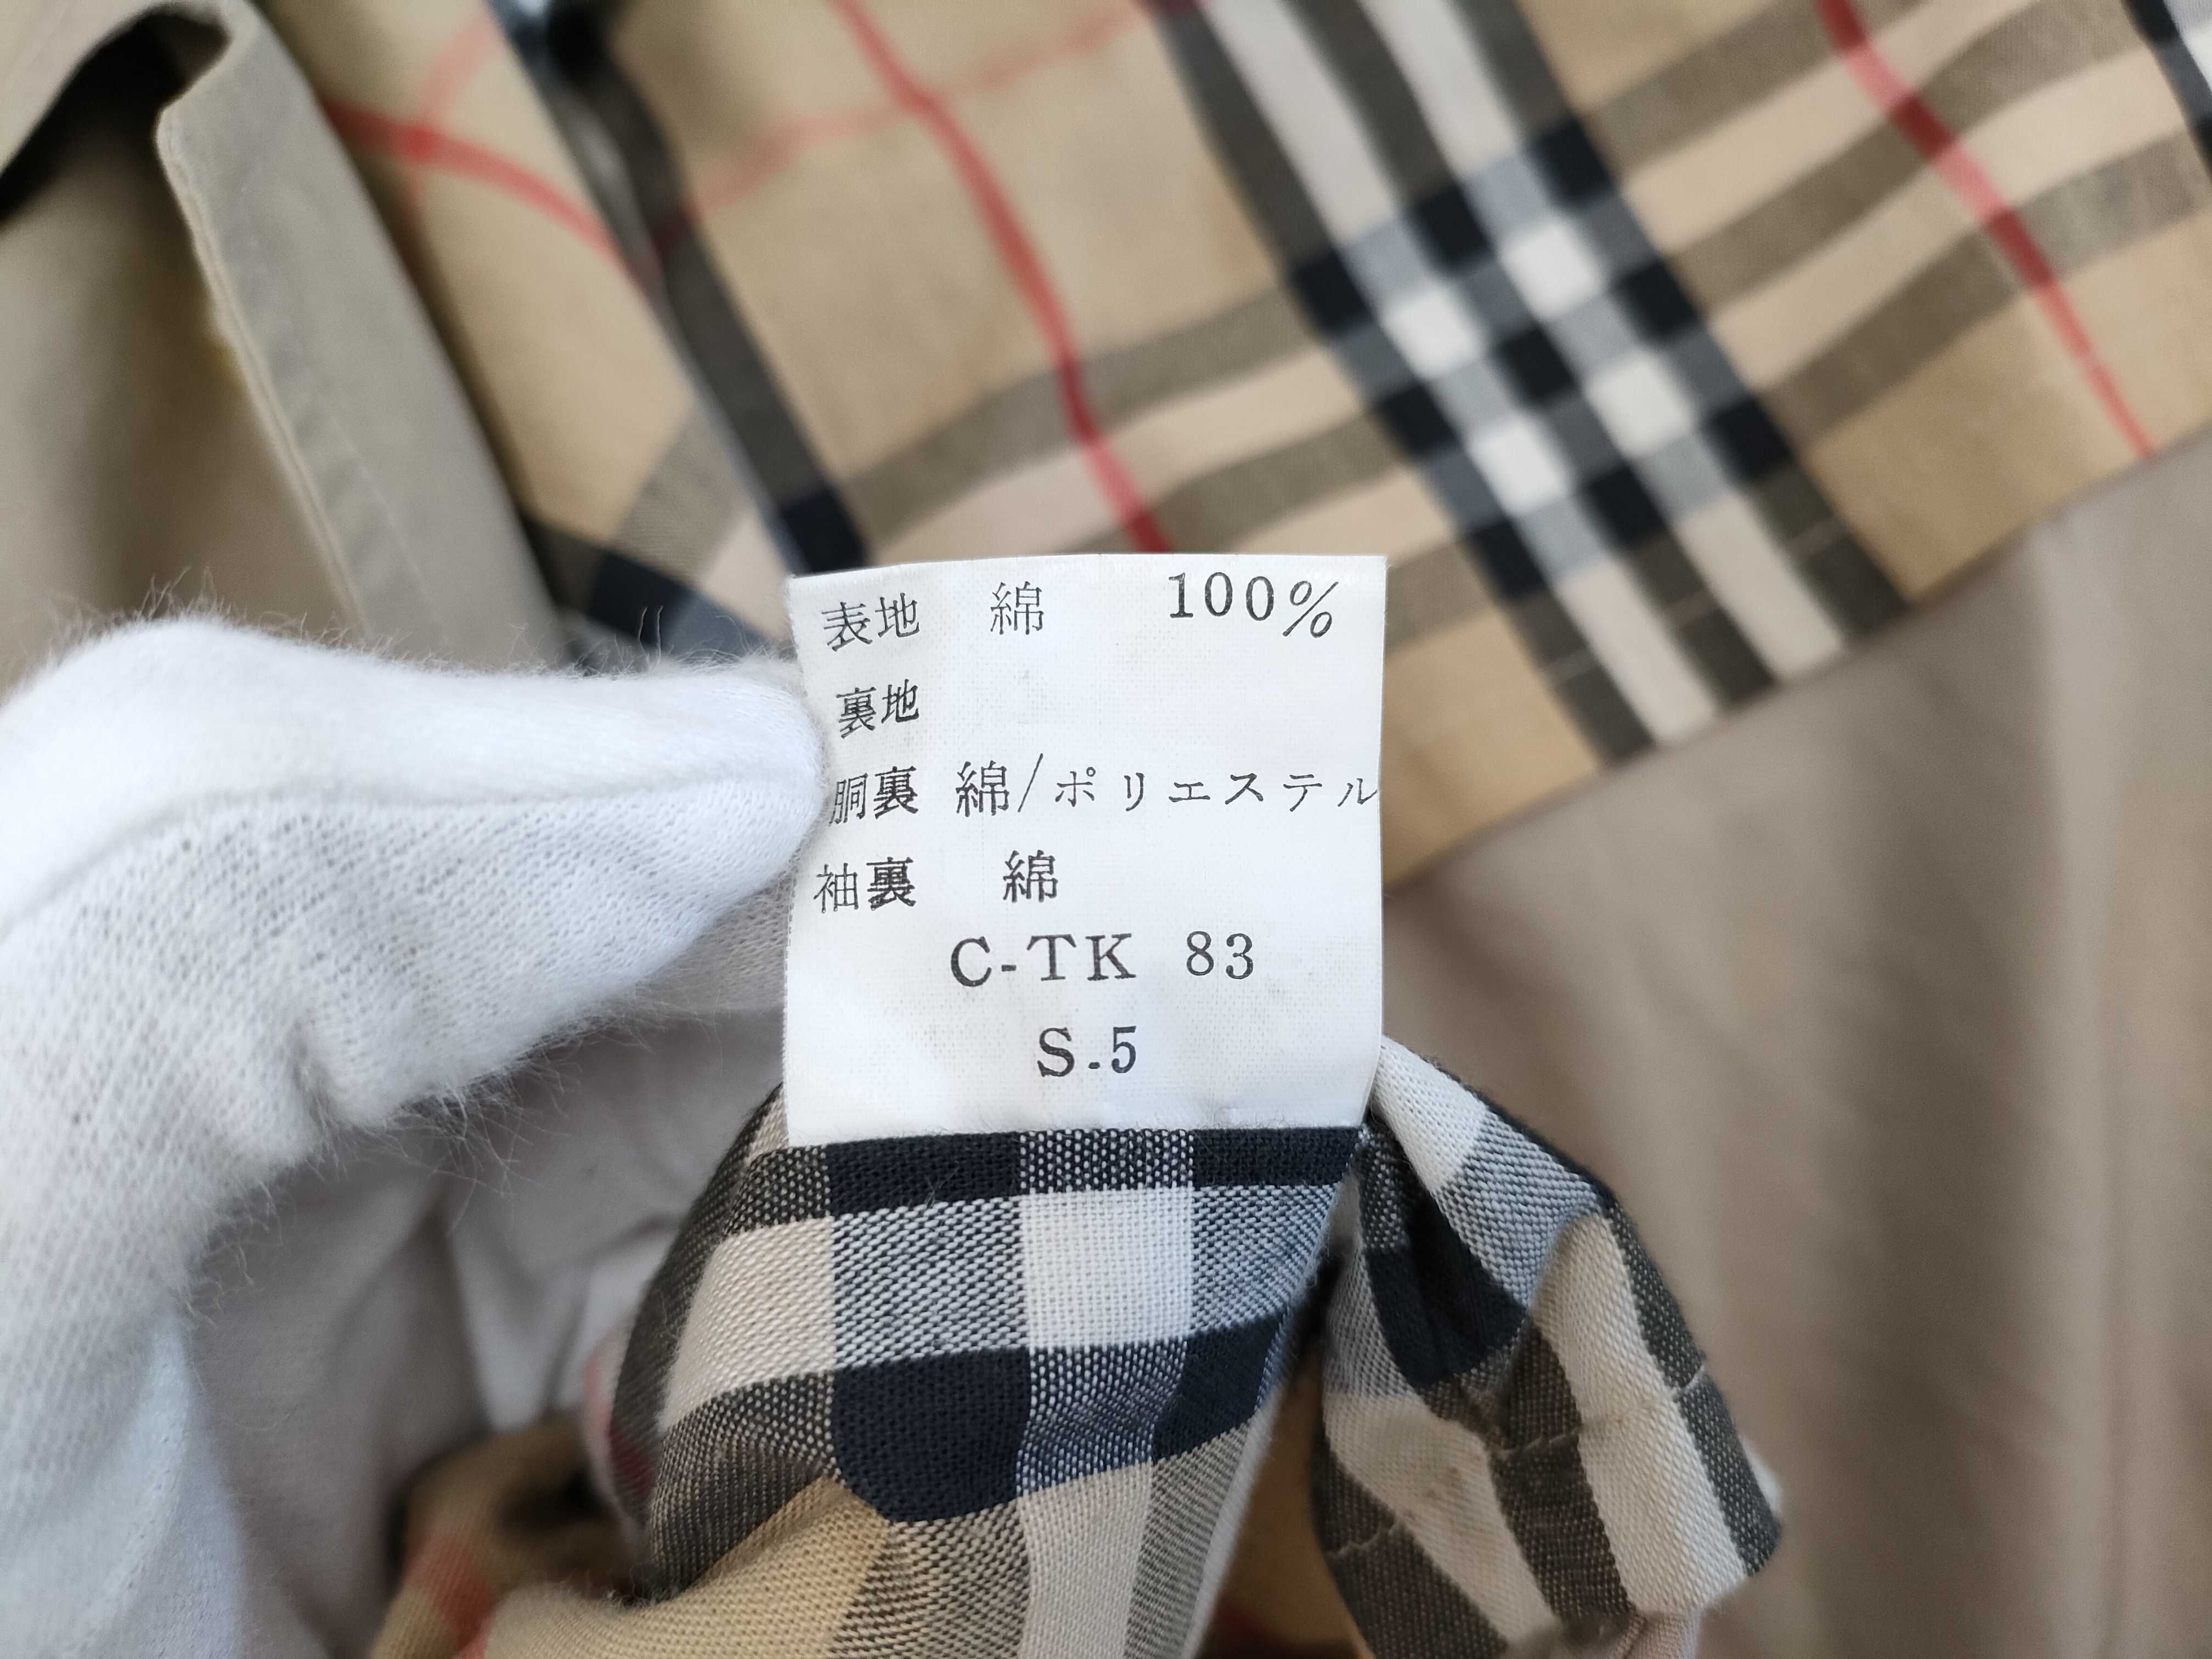 表地 綿 100%
裏地
胴裏 綿/ポリエステル
袖裏 綿
C-TK 83
S.5